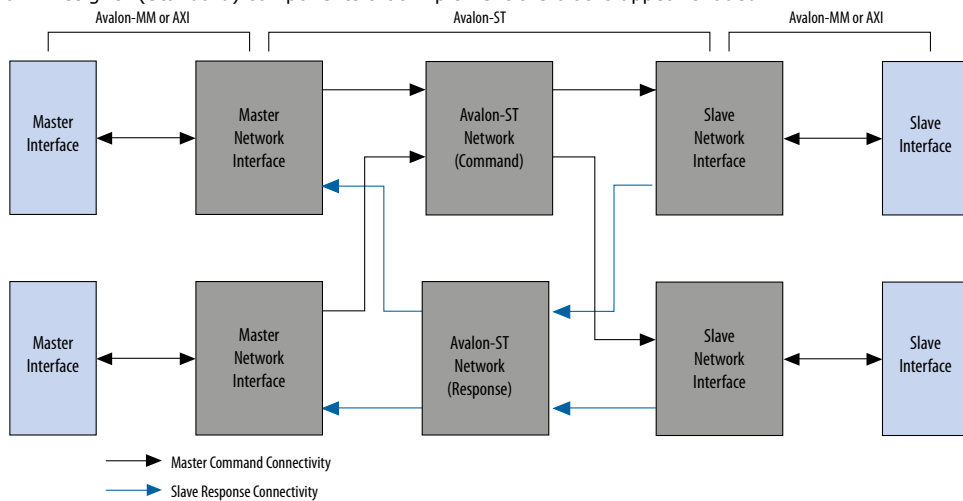 Avalon-MM or AXI
Avalon-ST
Avalon-MM or AXI
Master
Interface
Master
Network
Interface
Avalon-ST
Network
(Command)
Slave
Network
Interface
Slave
Interface
Master
Interface
Master
Network
Interface
Avalon-ST
Network
(Response)
Slave
Network
Interface
Slave
Interface
Master Command Connectivity
Slave Response Connectivity